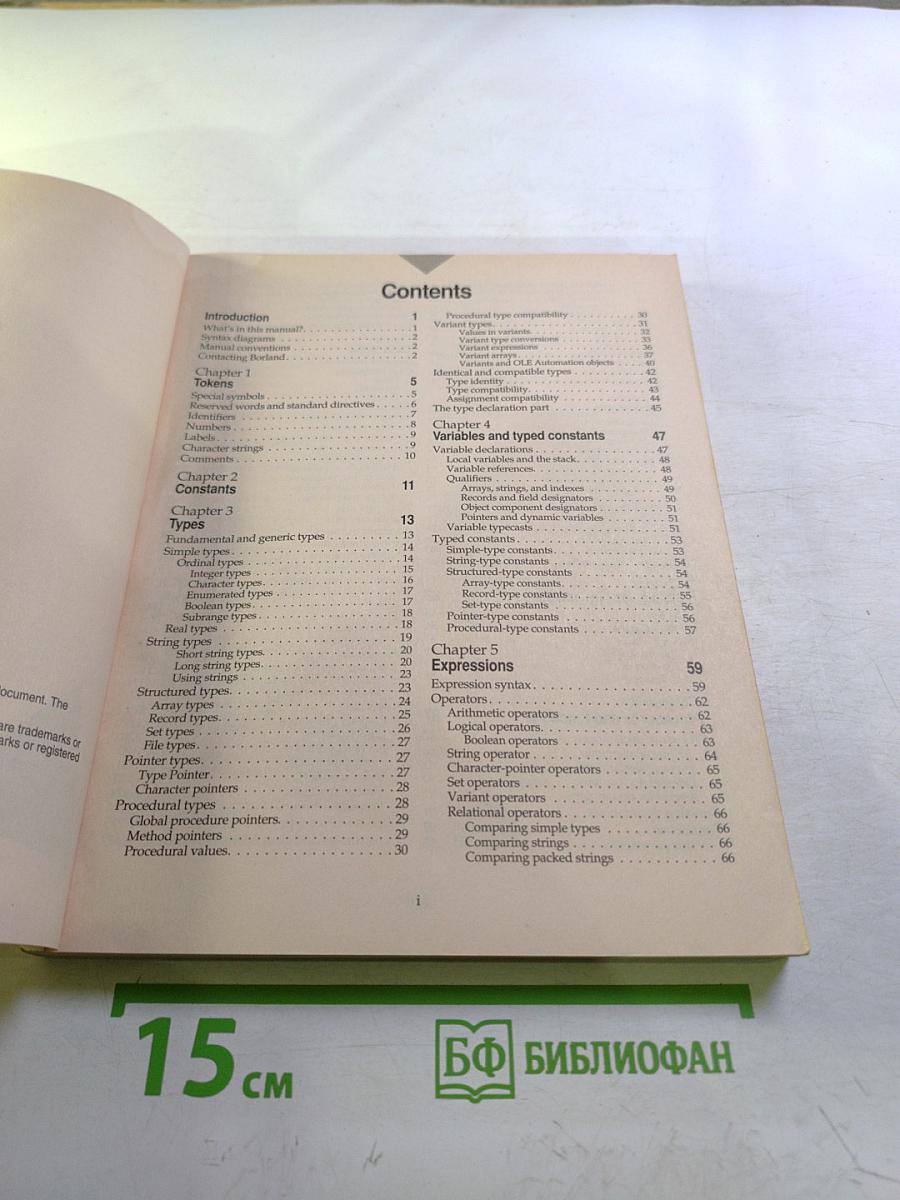 ocument. The
are trademarks or
arks or registered
Contents
Introduction 1
What's in this manual? . . . . . . . . . . . . . . . . . . 1
Syntax diagrams . . . . . . . . . . . . . . . . . . 2
Manual conventions . . . . . . . . . . . . . . . . . . 2
Contacting Borland . . . . . . . . . . . . . . . . . . 2
Chapter 1
Tokens 5
Special symbols . . . . . . . . . . . . . . . . . . 5
Reserved words and standard directives . . . . . 6
Identifiers . . . . . . . . . . . . . . . . . . 7
Numbers . . . . . . . . . . . . . . . . . . 8
Labels . . . . . . . . . . . . . . . . . . 9
Character strings . . . . . . . . . . . . . . . . . . 9
Comments . . . . . . . . . . . . . . . . . . 10
Chapter 2
Constants 11
Chapter 3
Types 13
Fundamental and generic types . . . . . . . . . 13
Simple types . . . . . . . . . . . . . . . . . . 14
Ordinal types . . . . . . . . . . . . . . . . . . 14
Integer types . . . . . . . . . . . . . . . . . . 15
Character types . . . . . . . . . . . . . . . . . . 16
Enumerated types . . . . . . . . . . . . . . . . 17
Boolean types . . . . . . . . . . . . . . . . . . 17
Subrange types . . . . . . . . . . . . . . . . . . 18
Real types . . . . . . . . . . . . . . . . . . 18
String types . . . . . . . . . . . . . . . . . . 19
Short string types . . . . . . . . . . . . . . . . 20
Long string types . . . . . . . . . . . . . . . . 20
Using strings . . . . . . . . . . . . . . . . . . 23
Structured types . . . . . . . . . . . . . . . . . . 23
Array types . . . . . . . . . . . . . . . . . . 24
Record types . . . . . . . . . . . . . . . . . . 25
Set types . . . . . . . . . . . . . . . . . . 26
File types . . . . . . . . . . . . . . . . . . 27
Pointer types . . . . . . . . . . . . . . . . . . 27
Type Pointer . . . . . . . . . . . . . . . . . . 27
Character pointers . . . . . . . . . . . . . . . . 28
Procedural types . . . . . . . . . . . . . . . . . . 28
Global procedure pointers . . . . . . . . . . . 29
Method pointers . . . . . . . . . . . . . . . . 29
Procedural values . . . . . . . . . . . . . . . . 30
Procedural type compatibility . . . . . . . . . . 30
Variant types . . . . . . . . . . . . . . . . . . 31
Values in variants . . . . . . . . . . . . . . . . 32
Variant type conversions . . . . . . . . . . . . 33
Variant expressions . . . . . . . . . . . . . . . 36
Variant arrays . . . . . . . . . . . . . . . . . . 37
Variants and OLE Automation objects . . . . 40
Identical and compatible types . . . . . . . . . . 42
Type identity . . . . . . . . . . . . . . . . . . 42
Type compatibility . . . . . . . . . . . . . . . . 43
Assignment compatibility . . . . . . . . . . . . 44
The type declaration part . . . . . . . . . . . . 45
Chapter 4
Variables and typed constants 47
Variable declarations . . . . . . . . . . . . . . . 47
Local variables and the stack . . . . . . . . . . 48
Variable references . . . . . . . . . . . . . . . 48
Qualifiers . . . . . . . . . . . . . . . . . . 49
Arrays, strings, and indexes . . . . . . . . . . 49
Records and field designators . . . . . . . . . 50
Object component designators . . . . . . . . . 51
Pointers and dynamic variables . . . . . . . . 51
Variable typecasts . . . . . . . . . . . . . . . . 51
Typed constants . . . . . . . . . . . . . . . . . . 53
Simple-type constants . . . . . . . . . . . . . . 53
String-type constants . . . . . . . . . . . . . . 54
Structured-type constants . . . . . . . . . . . . 54
Array-type constants . . . . . . . . . . . . . . 54
Record-type constants . . . . . . . . . . . . . 55
Set-type constants . . . . . . . . . . . . . . . 56
Pointer-type constants . . . . . . . . . . . . . . 56
Procedural-type constants . . . . . . . . . . . . 57
Chapter 5
Expressions 59
Expression syntax . . . . . . . . . . . . . . . . . . 59
Operators . . . . . . . . . . . . . . . . . . 62
Arithmetic operators . . . . . . . . . . . . . . . 62
Logical operators . . . . . . . . . . . . . . . . 63
Boolean operators . . . . . . . . . . . . . . . 63
String operator . . . . . . . . . . . . . . . . . . 64
Character-pointer operators . . . . . . . . . . . 65
Set operators . . . . . . . . . . . . . . . . . . 65
Variant operators . . . . . . . . . . . . . . . . 65
Relational operators . . . . . . . . . . . . . . . 66
Comparing simple types . . . . . . . . . . . . 66
Comparing strings . . . . . . . . . . . . . . . 66
Comparing packed strings . . . . . . . . . . . 66
i
15 см
БФ БИБЛИОФАН